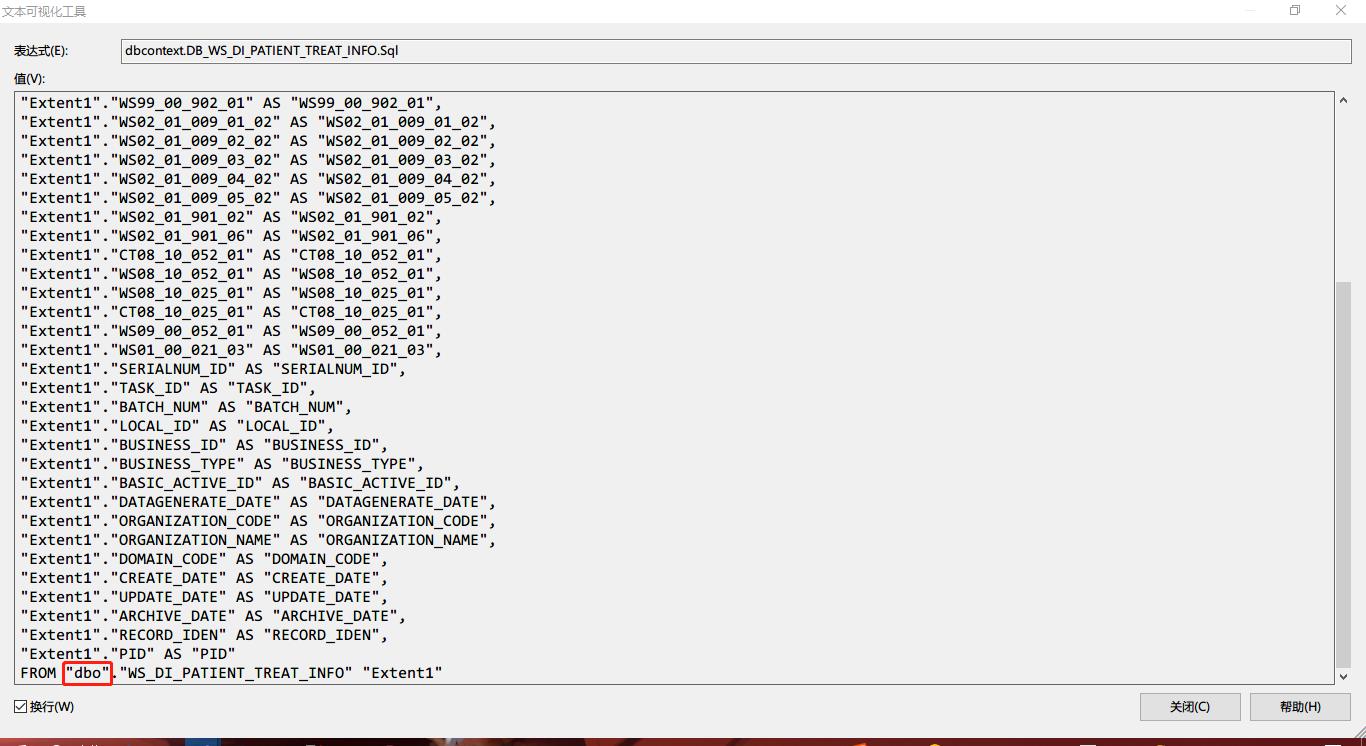 文本可视化工具
表达式(E):
dbcontext.DB_WS_DI_PATIENT_TREAT_INFO.Sql
值(V):
"Extent1"."WS99_00_902_01" AS "WS99_00_902_01",
"Extent1"."WS02_01_009_01_02" AS "WS02_01_009_01_02",
"Extent1"."WS02_01_009_02_02" AS "WS02_01_009_02_02",
"Extent1"."WS02_01_009_03_02" AS "WS02_01_009_03_02",
"Extent1"."WS02_01_009_04_02" AS "WS02_01_009_04_02",
"Extent1"."WS02_01_009_05_02" AS "WS02_01_009_05_02",
"Extent1"."WS02_01_901_02" AS "WS02_01_901_02",
"Extent1"."WS02_01_901_06" AS "WS02_01_901_06",
"Extent1"."CT08_10_052_01" AS "CT08_10_052_01",
"Extent1"."WS08_10_052_01" AS "WS08_10_052_01",
"Extent1"."WS08_10_025_01" AS "WS08_10_025_01",
"Extent1"."CT08_10_025_01" AS "CT08_10_025_01",
"Extent1"."WS09_00_052_01" AS "WS09_00_052_01",
"Extent1"."WS01_00_021_03" AS "WS01_00_021_03",
"Extent1"."SERIALNUM_ID" AS "SERIALNUM_ID",
"Extent1"."TASK_ID" AS "TASK_ID",
"Extent1"."BATCH_NUM" AS "BATCH_NUM",
"Extent1"."LOCAL_ID" AS "LOCAL_ID",
"Extent1"."BUSINESS_ID" AS "BUSINESS_ID",
"Extent1"."BUSINESS_TYPE" AS "BUSINESS_TYPE",
"Extent1"."BASIC_ACTIVE_ID" AS "BASIC_ACTIVE_ID",
"Extent1"."DATAGENERATE_DATE" AS "DATAGENERATE_DATE",
"Extent1"."ORGANIZATION_CODE" AS "ORGANIZATION_CODE",
"Extent1"."ORGANIZATION_NAME" AS "ORGANIZATION_NAME",
"Extent1"."DOMAIN_CODE" AS "DOMAIN_CODE",
"Extent1"."CREATE_DATE" AS "CREATE_DATE",
"Extent1"."UPDATE_DATE" AS "UPDATE_DATE",
"Extent1"."ARCHIVE_DATE" AS "ARCHIVE_DATE",
"Extent1"."RECORD_IDEN" AS "RECORD_IDEN",
"Extent1"."PID" AS "PID"
FROM "dbo"."WS_DI_PATIENT_TREAT_INFO" "Extent1"
换行(W)
关闭(C)
帮助(H)